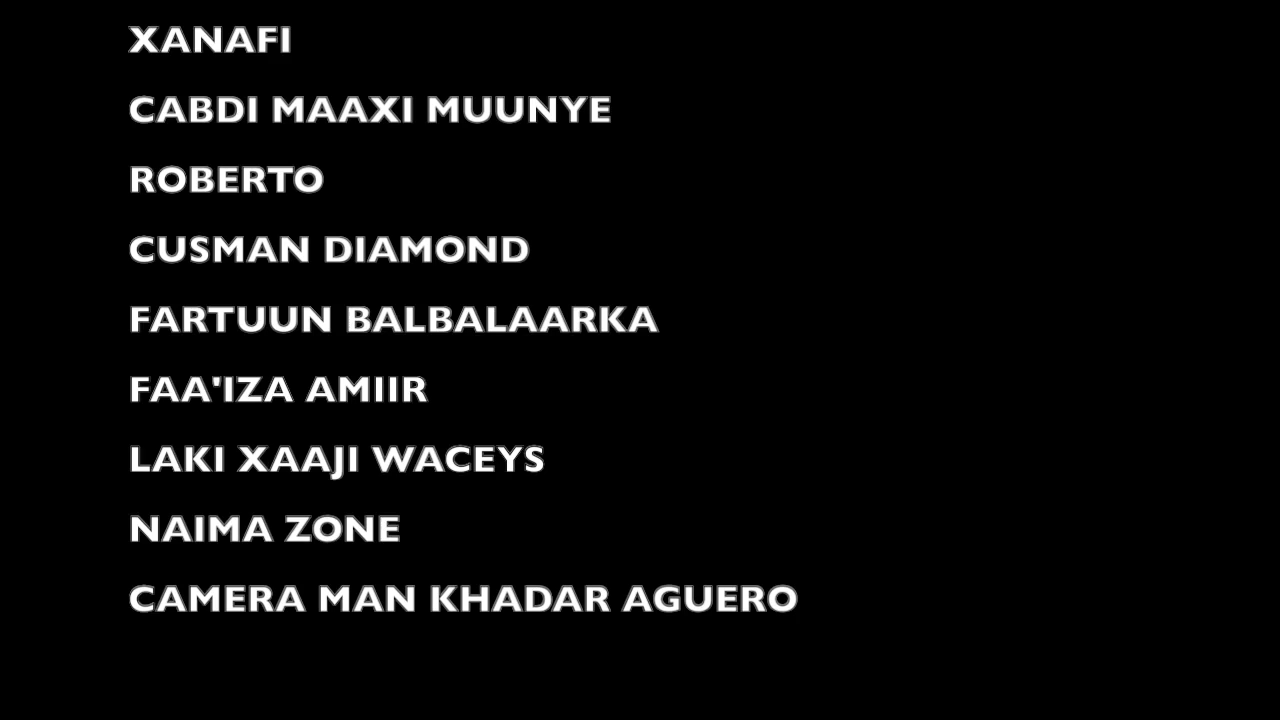 XANAFI
CABDI MAAXI MUUNYE
ROBERTO
CUSMAN DIAMOND
FARTUUN BALBALAARKA
FAA'IZA AMIIR
LAKI XAAJI WACEYS
NAIMA ZONE
CAMERA MAN KHADAR AGUERO